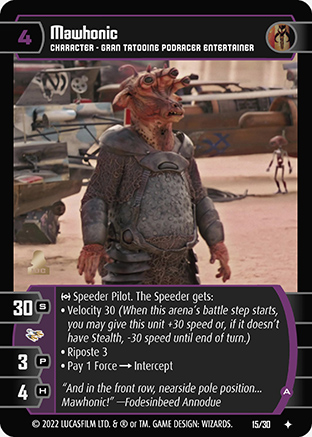 4 Mawhonic
CHARACTER - GRAN TATOOINE PODRACER ENTERTAINER
30 S
3 P
4 H
Speeder Pilot. The Speeder gets:
• Velocity 30 (When this arena's battle step starts,
you may give this unit +30 speed or, if it doesn't
have Stealth, -30 speed until end of turn.)
• Riposte 3
• Pay 1 Force → Intercept
"And in the front row, nearside pole position...
Mawhonic!" —Fodesinbeed Annodue
A
© 2022 LUCASFILM LTD. & ® or TM. GAME DESIGN: WIZARDS. 15/30